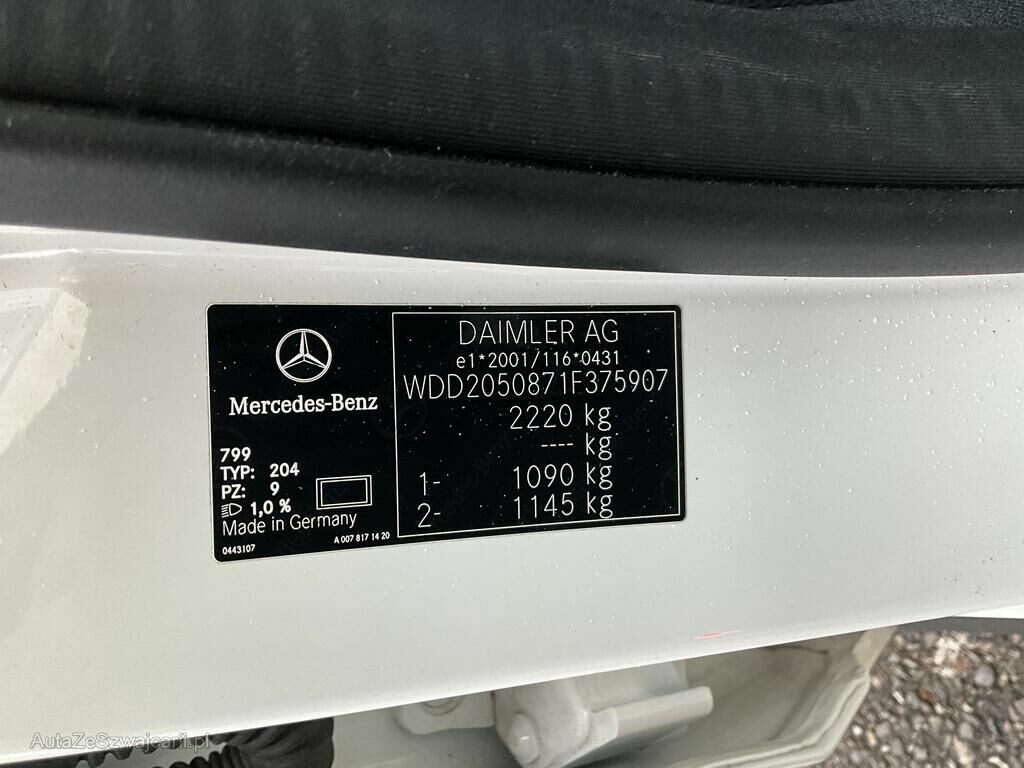 Mercedes-Benz
799
TYP: 204
PZ: 9
1,0 %
Made in Germany
0443107
A 007 817 14 20
DAIMLER AG
e1*2001/116*0431
WDD2050871F375907
2220 kg
---- kg
1- 1090 kg
2- 1145 kg
AutaZeSzwajcarii.pl